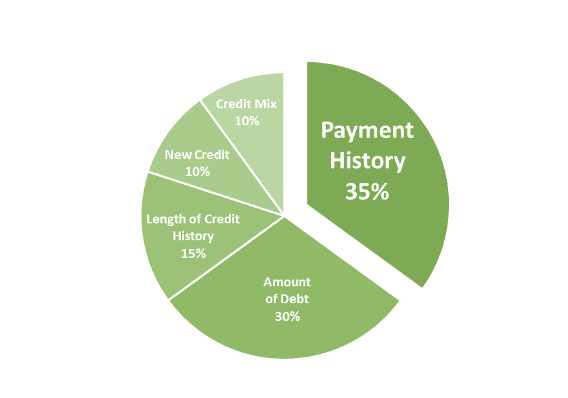 Payment
History
35%
Amount
of Debt
30%
Length of Credit
History
15%
New Credit
10%
Credit Mix
10%